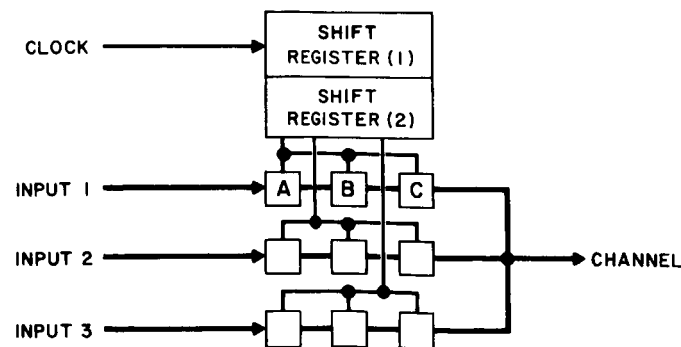 SHIFT
REGISTER (1)
CLOCK
SHIFT
REGISTER (2)
INPUT 1
A
B
C
INPUT 2
CHANNEL
INPUT 3